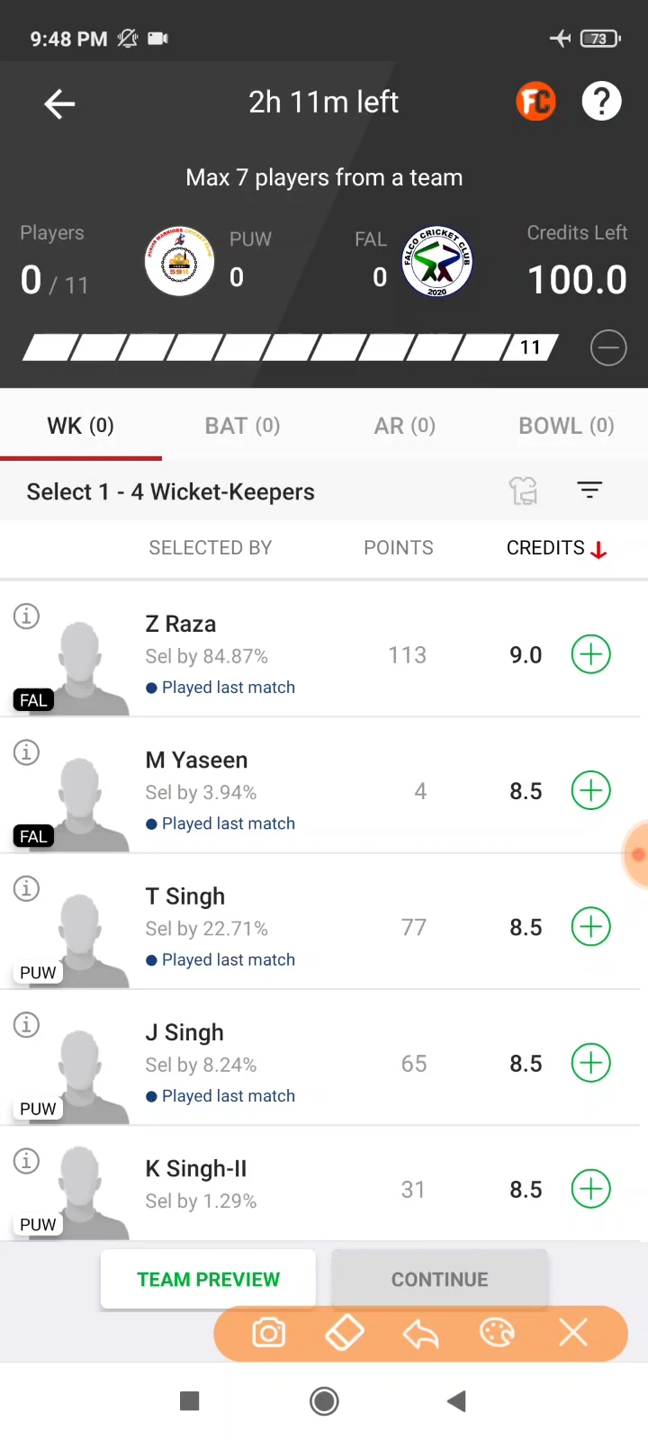 9:48 PM 73
2h 11m left FC ?
Max 7 players from a team
Players PUW FAL Credits Left
0 / 11 0 0 100.0
FALCO CRICKET CLUB
2020
11
WK (0) BAT (0) AR (0) BOWL (0)
Select 1 - 4 Wicket-Keepers
SELECTED BY POINTS CREDITS
i Z Raza
Sel by 84.87% 113 9.0
FAL Played last match
i M Yaseen
Sel by 3.94% 4 8.5
FAL Played last match
i T Singh
Sel by 22.71% 77 8.5
PUW Played last match
i J Singh
Sel by 8.24% 65 8.5
PUW Played last match
i K Singh-II
Sel by 1.29% 31 8.5
PUW
TEAM PREVIEW CONTINUE